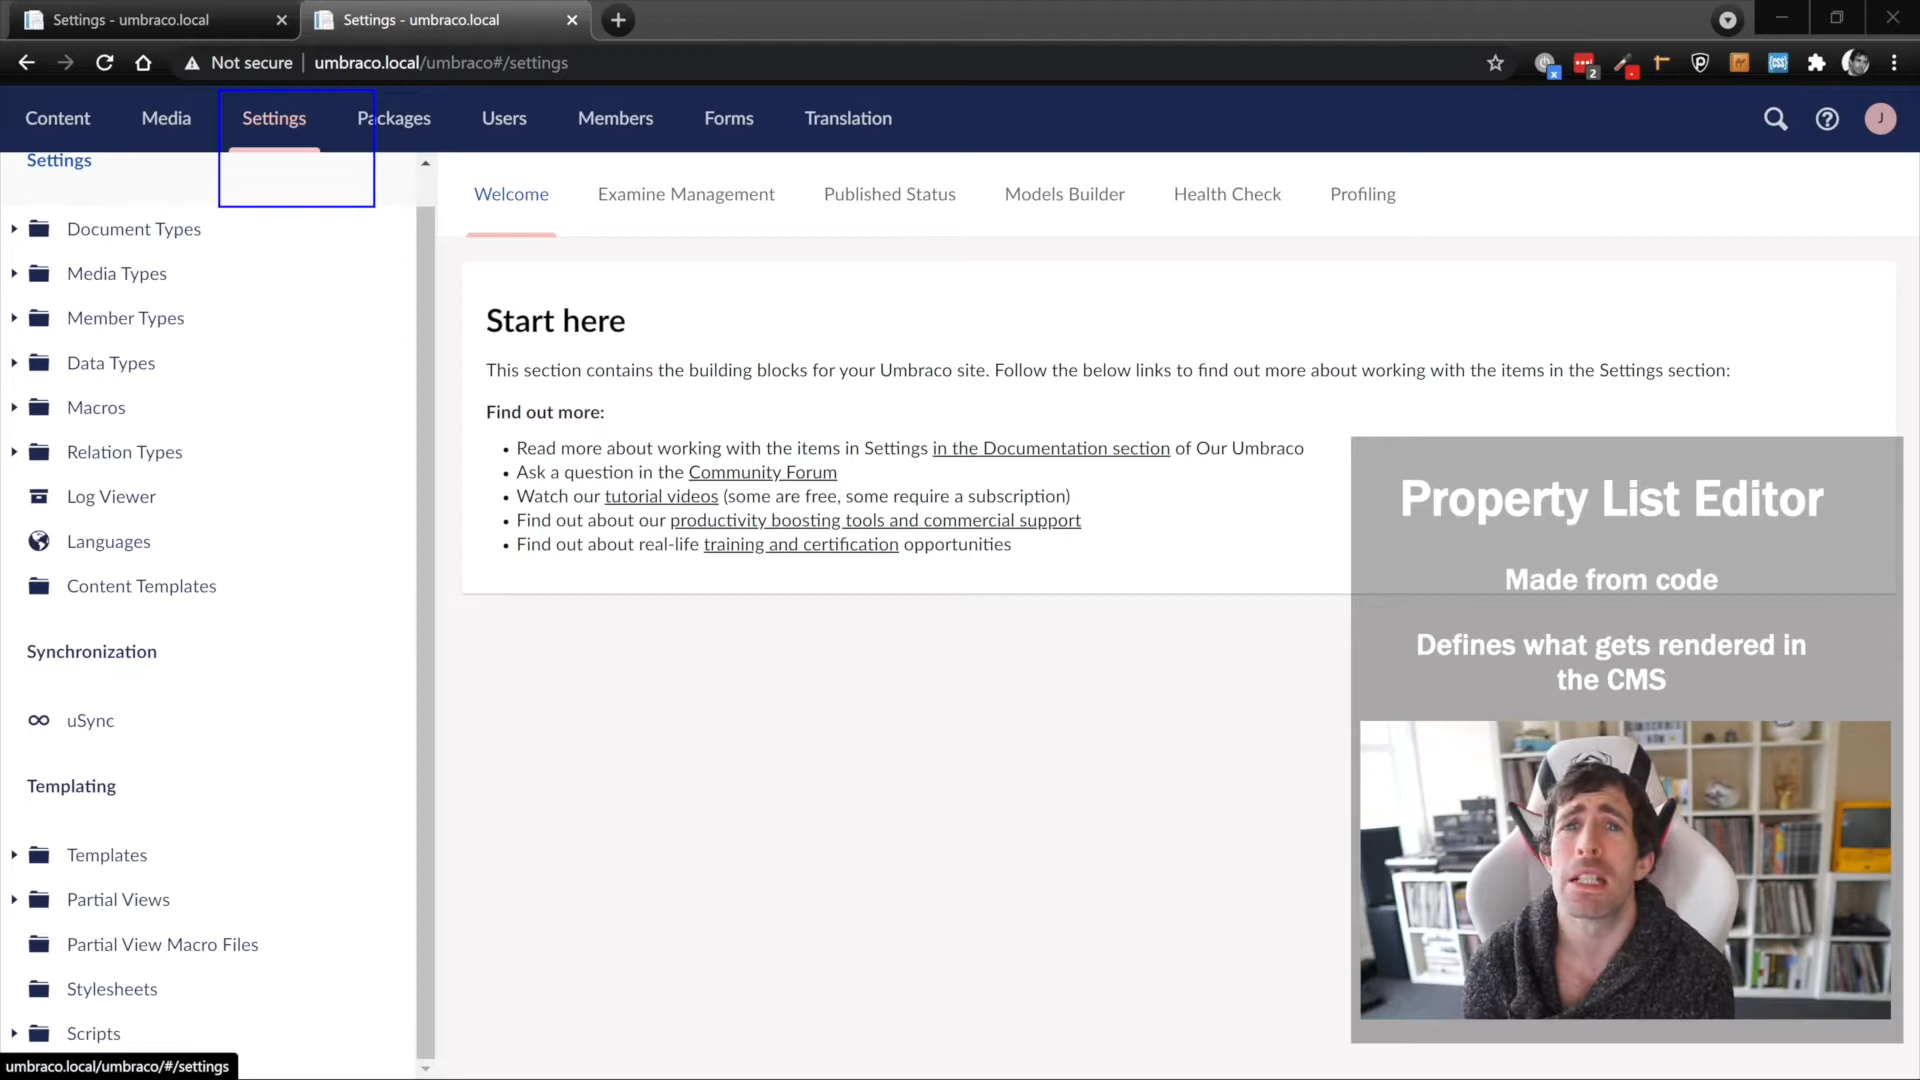 Settings - umbraco.local
Settings - umbraco.local
Not secure
umbraco.local/umbraco#/settings
2
Content
Media
Settings
Packages
Users
Members
Forms
Translation
J
Settings
Document Types
Media Types
Member Types
Data Types
Macros
Relation Types
Log Viewer
Languages
Content Templates
Synchronization
uSync
Templating
Templates
Partial Views
Partial View Macro Files
Stylesheets
Scripts
umbraco.local/umbraco/#/settings
Welcome
Examine Management
Published Status
Models Builder
Health Check
Profiling
Start here
This section contains the building blocks for your Umbraco site. Follow the below links to find out more about working with the items in the Settings section:
Find out more:
Read more about working with the items in Settings in the Documentation section of Our Umbraco
Ask a question in the Community Forum
Watch our tutorial videos (some are free, some require a subscription)
Find out about our productivity boosting tools and commercial support
Find out about real-life training and certification opportunities
Property List Editor
Made from code
Defines what gets rendered in
the CMS